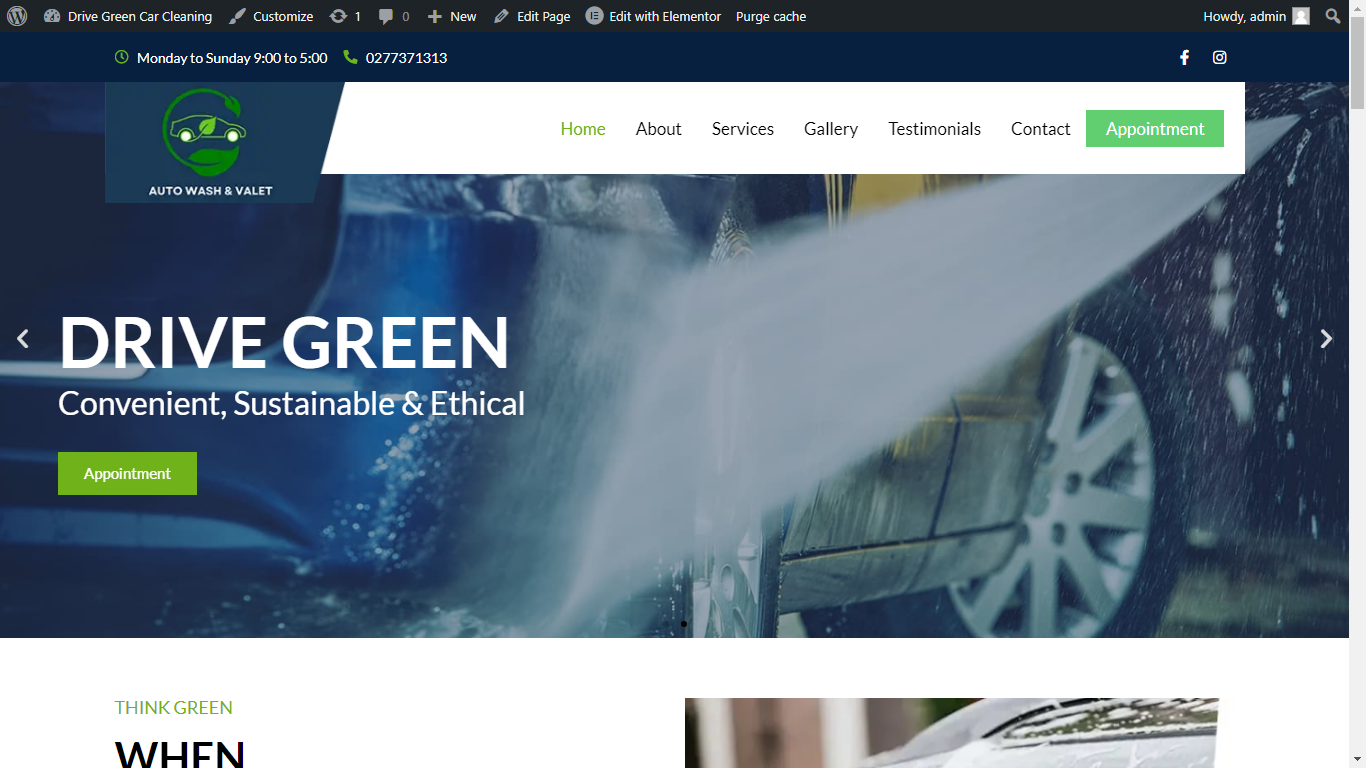 Drive Green Car Cleaning Customize 1 0 New Edit Page Edit with Elementor Purge cache Howdy, admin
Monday to Sunday 9:00 to 5:00 0277371313
AUTO WASH & VALET
Home About Services Gallery Testimonials Contact Appointment
DRIVE GREEN
Convenient, Sustainable & Ethical
Appointment
THINK GREEN
WHEN